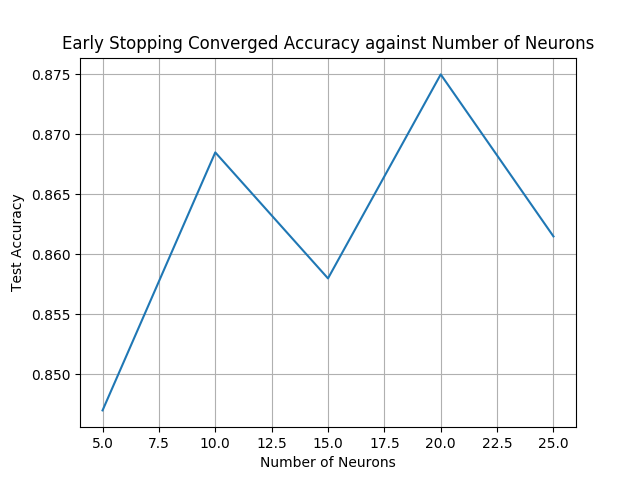 Early Stopping Converged Accuracy against Number of Neurons
0.875
0.870
0.865
0.860
0.855
0.850
Test Accuracy
5.0 7.5 10.0 12.5 15.0 17.5 20.0 22.5 25.0
Number of Neurons